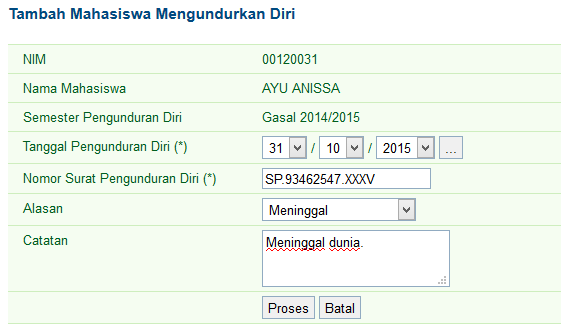 Tambah Mahasiswa Mengundurkan Diri
NIM 00120031
Nama Mahasiswa AYU ANISSA
Semester Pengunduran Diri Gasal 2014/2015
Tanggal Pengunduran Diri (*) 31 / 10 / 2015 ...
Nomor Surat Pengunduran Diri (*) SP.93462547.XXXV
Alasan Meninggal
Catatan Meninggal dunia.
Proses Batal